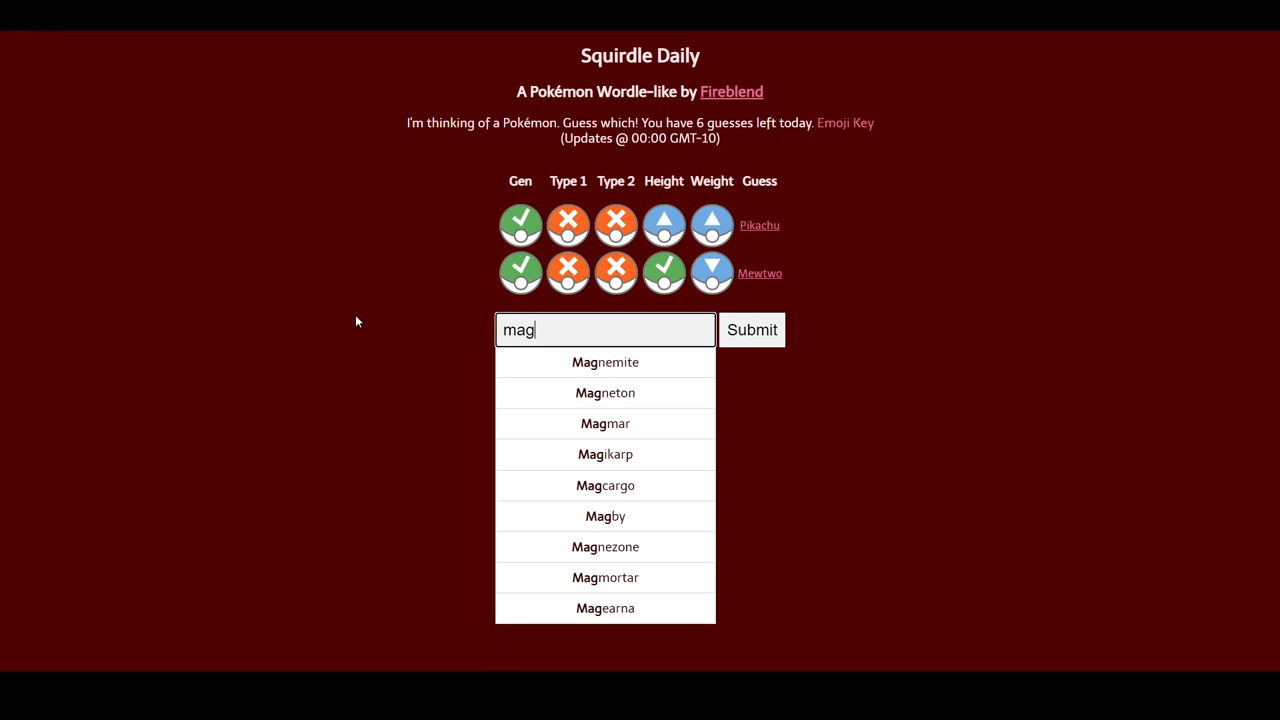 Squirdle Daily
A Pokémon Wordle-like by Fireblend
I'm thinking of a Pokémon. Guess which! You have 6 guesses left today. Emoji Key
(Updates @ 00:00 GMT-10)
Gen Type 1 Type 2 Height Weight Guess
Pikachu
Mewtwo
mag Submit
Magnemite
Magneton
Magmar
Magikarp
Magcargo
Magby
Magnezone
Magmortar
Magearna